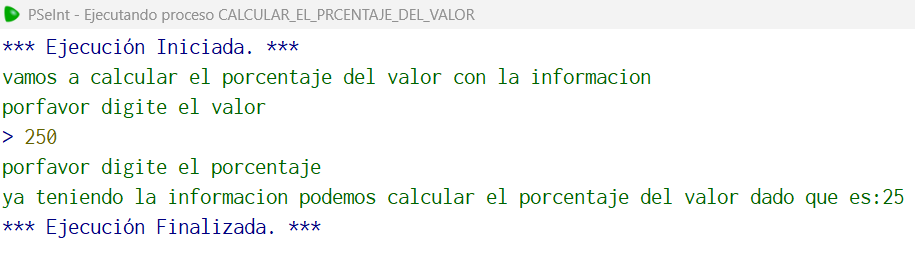 PSeInt - Ejecutando proceso CALCULAR_EL_PRCENTAJE_DEL_VALOR
*** Ejecución Iniciada. ***
vamos a calcular el porcentaje del valor con la informacion
porfavor digite el valor
> 250
porfavor digite el porcentaje
ya teniendo la informacion podemos calcular el porcentaje del valor dado que es:25
*** Ejecución Finalizada. ***